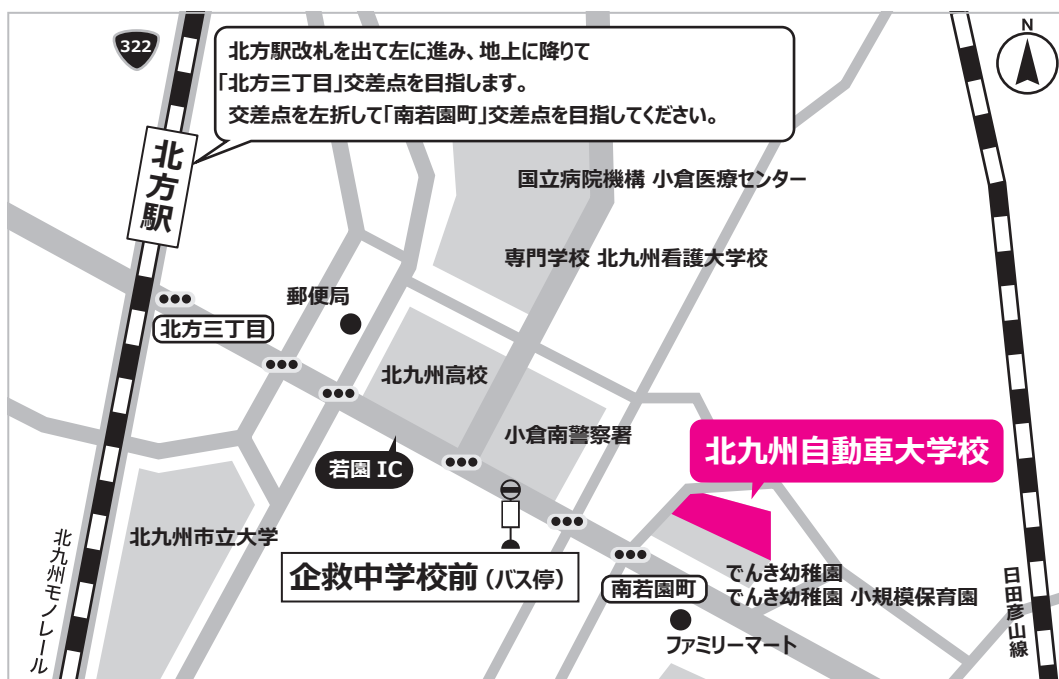 322
北方駅改札を出て左に進み、地上に降りて
「北方三丁目」交差点を目指します。
交差点を左折して「南若園町」交差点を目指してください。
N
北方駅
国立病院機構 小倉医療センター
専門学校 北九州看護大学校
郵便局
北方三丁目
北九州高校
小倉南警察署
北九州自動車大学校
若園 IC
北九州市立大学
企救中学校前（バス停）
南若園町
でんき幼稚園
でんき幼稚園 小規模保育園
ファミリーマート
北九州モノレール
日田彦山線